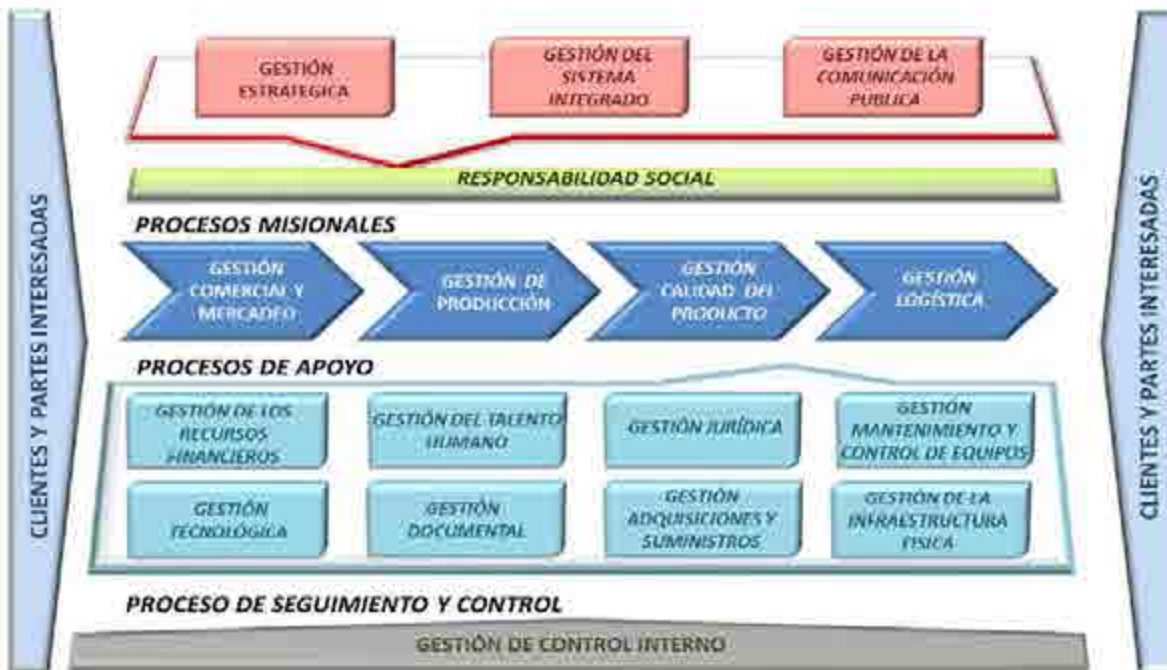 CLIENTES Y PARTES INTERESADAS
GESTIÓN
ESTRATEGICA
GESTIÓN DEL
SISTEMA
INTEGRADO
GESTIÓN DE LA
COMUNICACIÓN
PUBLICA
RESPONSABILIDAD SOCIAL
PROCESOS MISIONALES
GESTIÓN
COMERCIAL Y
MERCADEO
GESTIÓN DE
PRODUCCIÓN
GESTIÓN
CALIDAD DEL
PRODUCTO
GESTIÓN
LOGÍSTICA
PROCESOS DE APOYO
GESTIÓN DE LOS
RECURSOS
FINANCIEROS
GESTIÓN DEL TALENTO
HUMANO
GESTIÓN JURÍDICA
GESTIÓN
MANTENIMIENTO Y
CONTROL DE EQUIPOS
GESTIÓN
TECNOLÓGICA
GESTIÓN
DOCUMENTAL
GESTIÓN
ADQUISICIONES Y
SUMINISTROS
GESTIÓN DE LA
INFRAESTRUCTURA
FISICA
PROCESO DE SEGUIMIENTO Y CONTROL
GESTIÓN DE CONTROL INTERNO
CLIENTES Y PARTES INTERESADAS